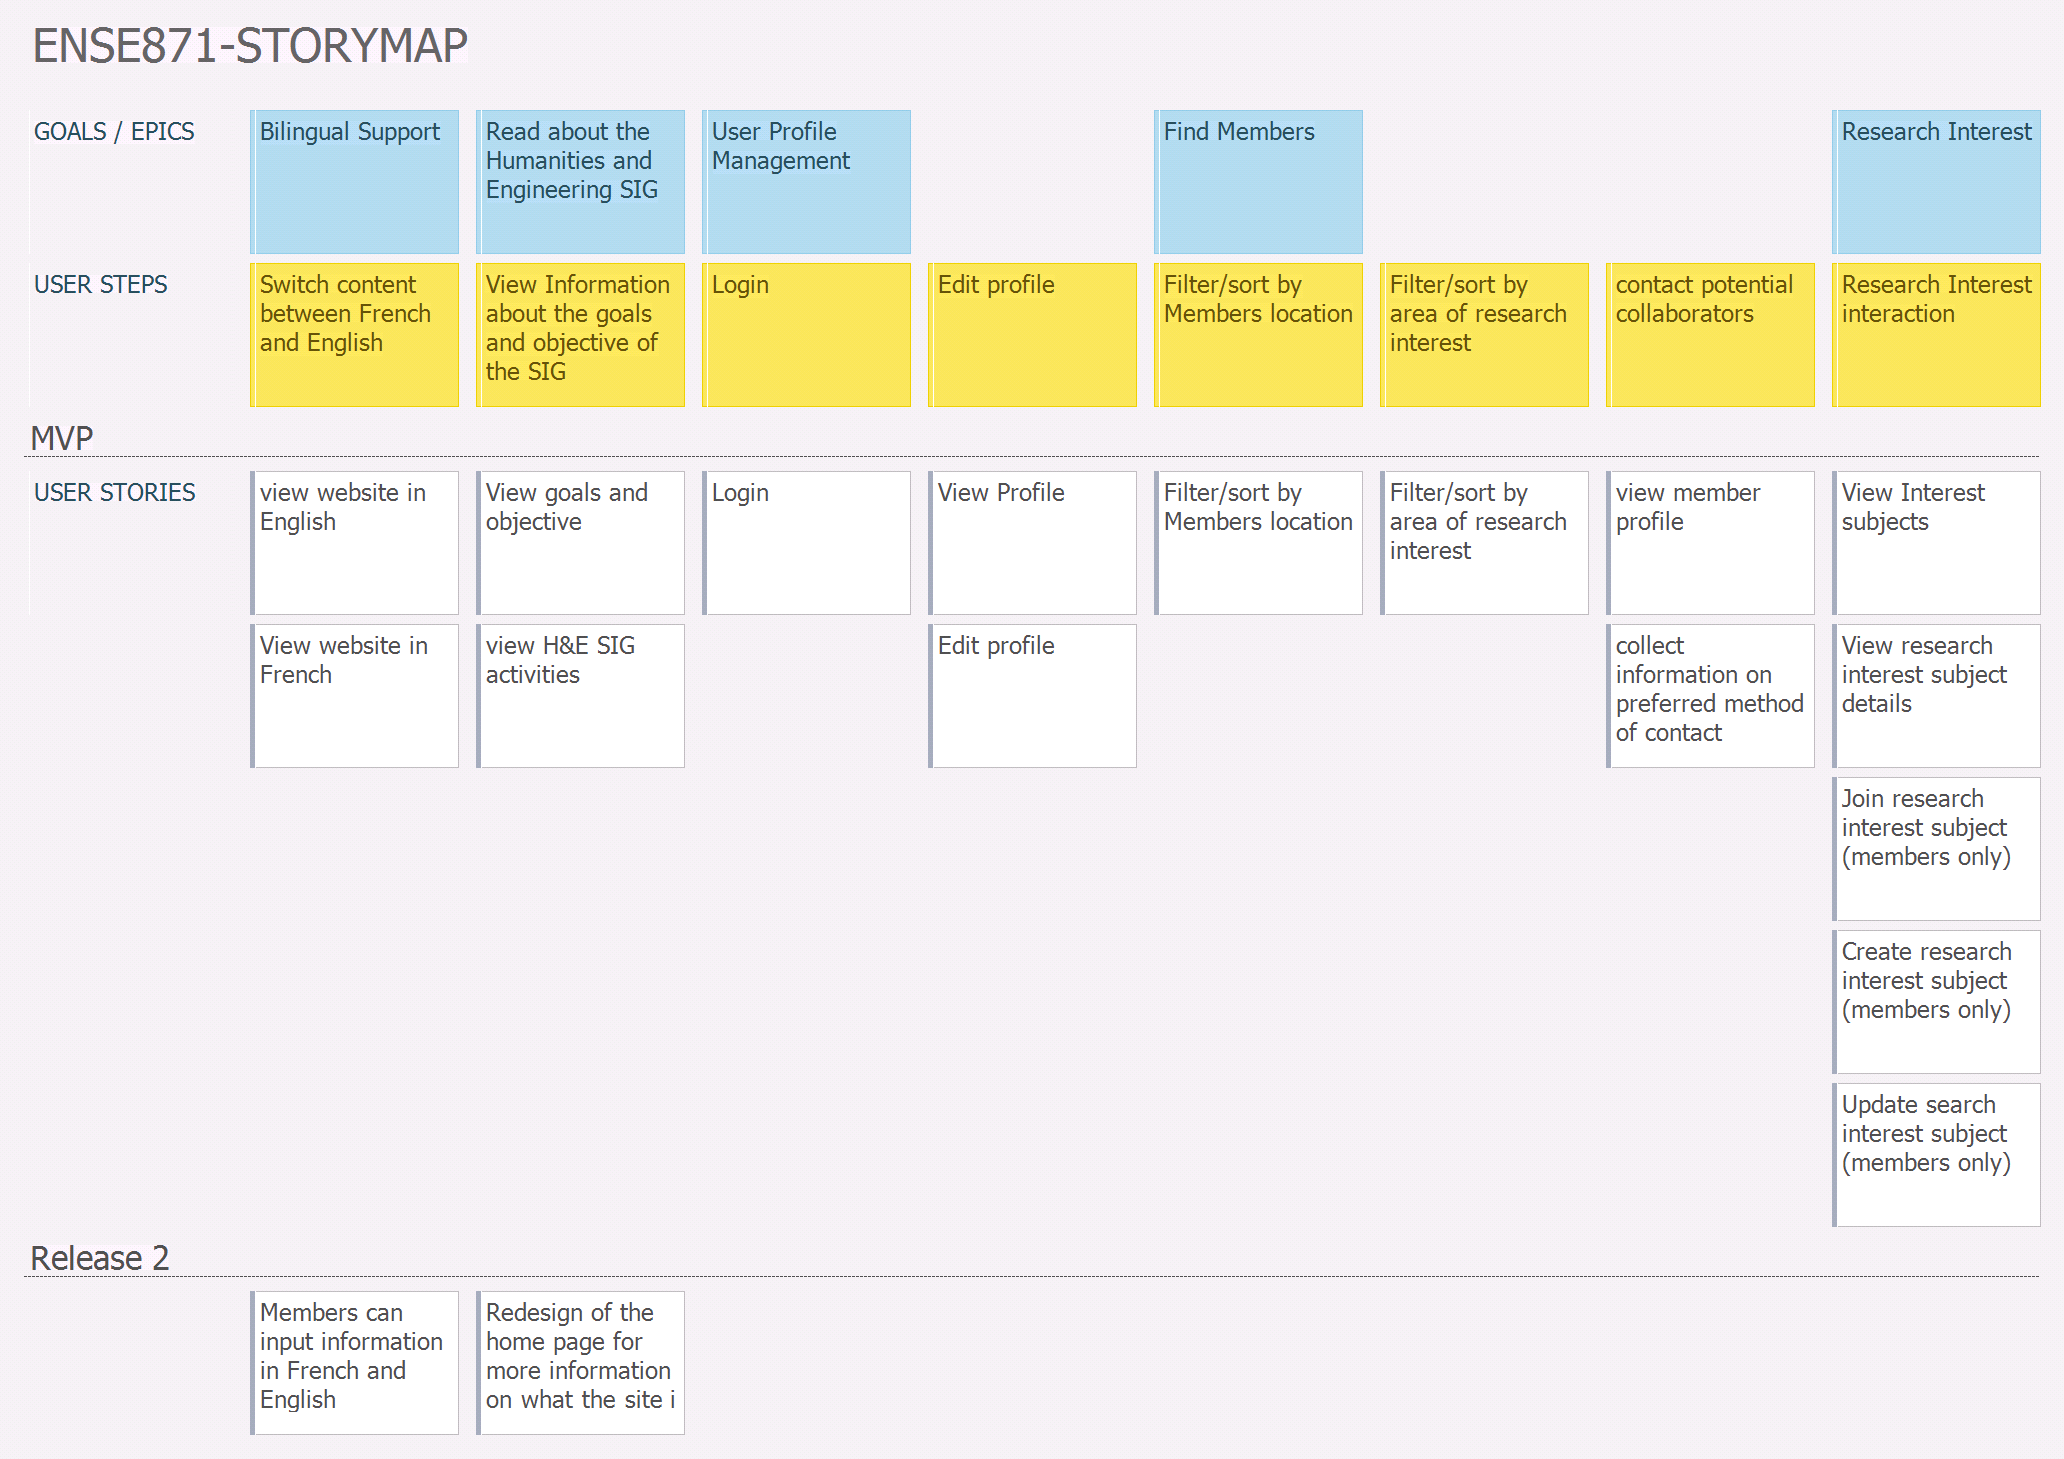 ENSE871-STORYMAP
GOALS / EPICS
Bilingual Support
Read about the
Humanities and
Engineering SIG
User Profile
Management
Find Members
Research Interest
USER STEPS
Switch content
between French
and English
View Information
about the goals
and objective of
the SIG
Login
Edit profile
Filter/sort by
Members location
Filter/sort by
area of research
interest
contact potential
collaborators
Research Interest
interaction
MVP
USER STORIES
view website in
English
View goals and
objective
Login
View Profile
Filter/sort by
Members location
Filter/sort by
area of research
interest
view member
profile
View Interest
subjects
View website in
French
view H&E SIG
activities
Edit profile
collect
information on
preferred method
of contact
View research
interest subject
details
Join research
interest subject
(members only)
Create research
interest subject
(members only)
Update search
interest subject
(members only)
Release 2
Members can
input information
in French and
English
Redesign of the
home page for
more information
on what the site i